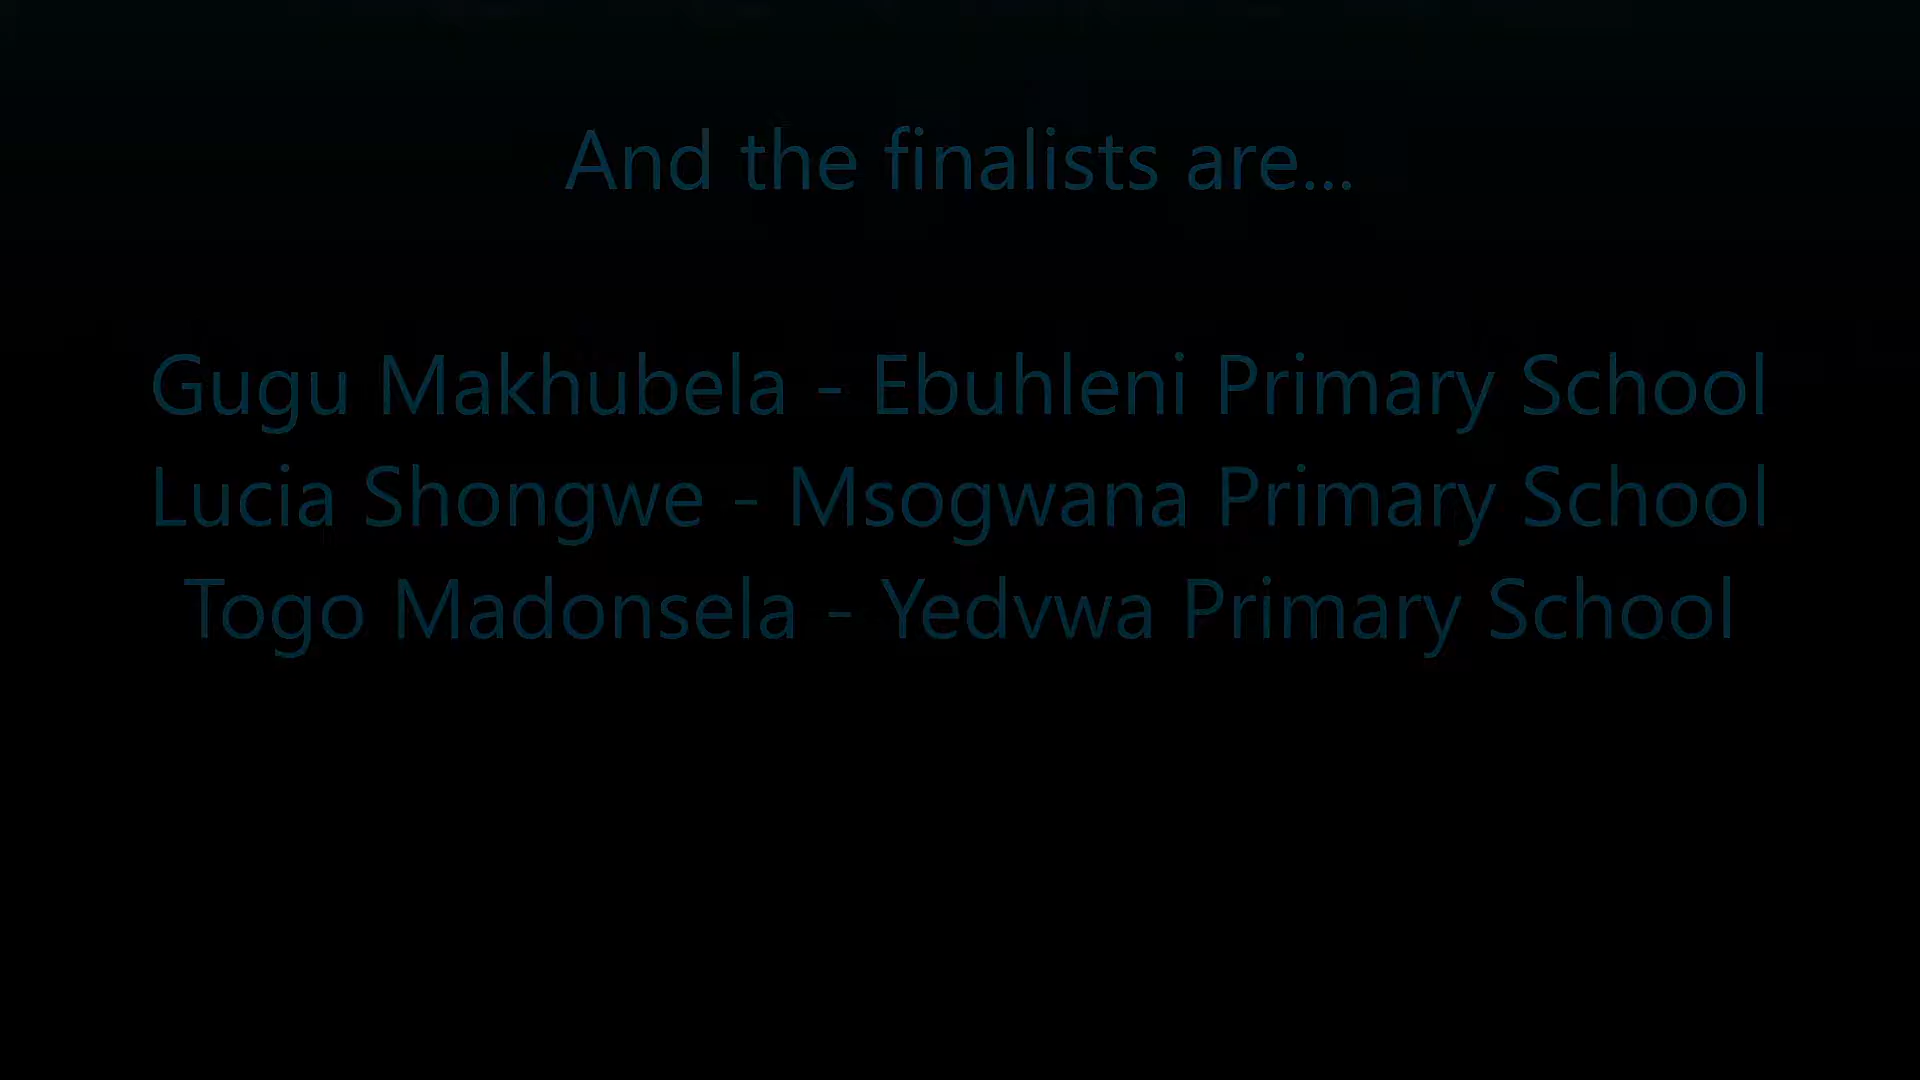 And the finalists are...
Gugu Makhubela - Ebuhleni Primary School
Lucia Shongwe - Msogwana Primary School
Togo Madonsela - Yedvwa Primary School